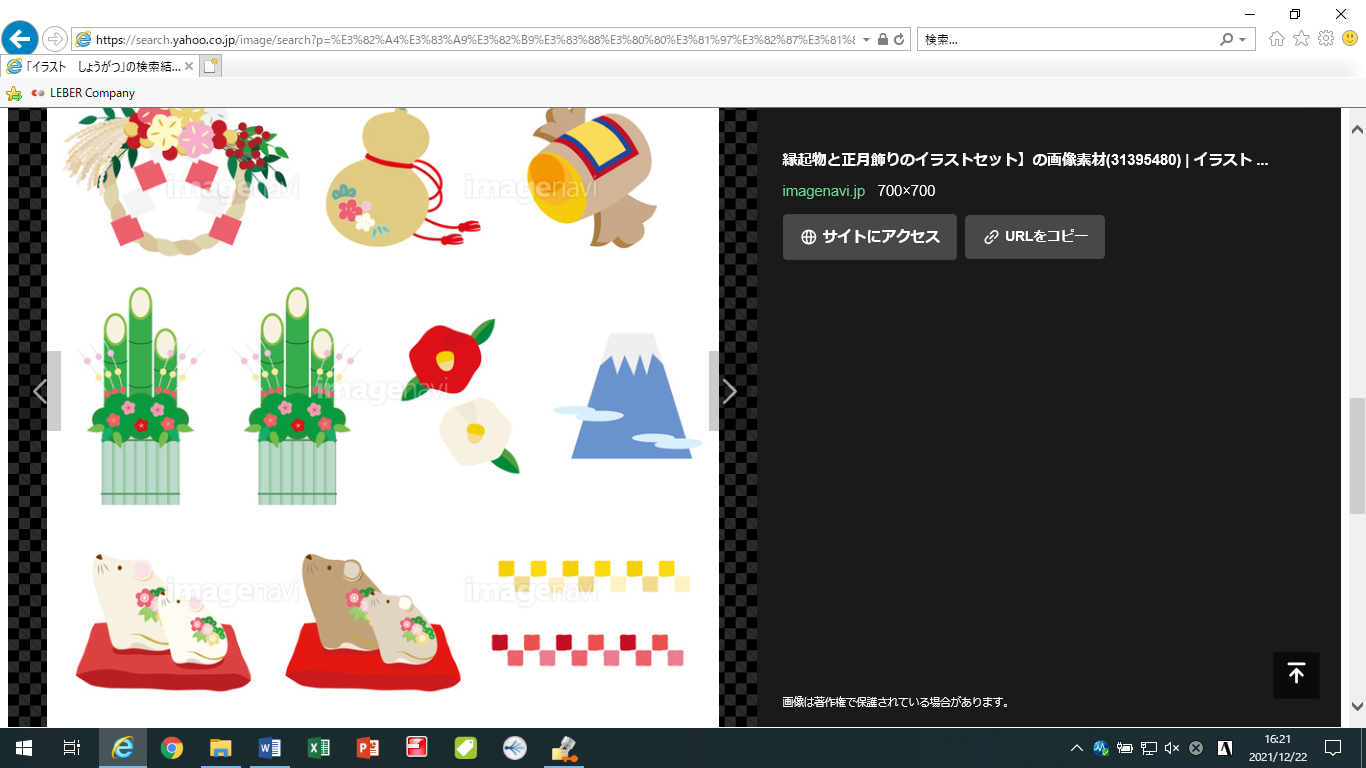 https://search.yahoo.co.jp/image/search?p=%E3%82%A4%E3%83%A9%E3%82%B9%E3%83%88%E3%80%80%E3%81%97%E3%82%87%E3%81%
検索...
「イラスト　しょうがつ」の検索結...
LEBER Company
縁起物と正月飾りのイラストセット】の画像素材(31395480) | イラスト ...
imagenavi.jp 700×700
サイトにアクセス
URLをコピー
imagenavi
imagenavi
imagenavi
imagenavi
imagenavi
画像は著作権で保護されている場合があります。
16:21
2021/12/22